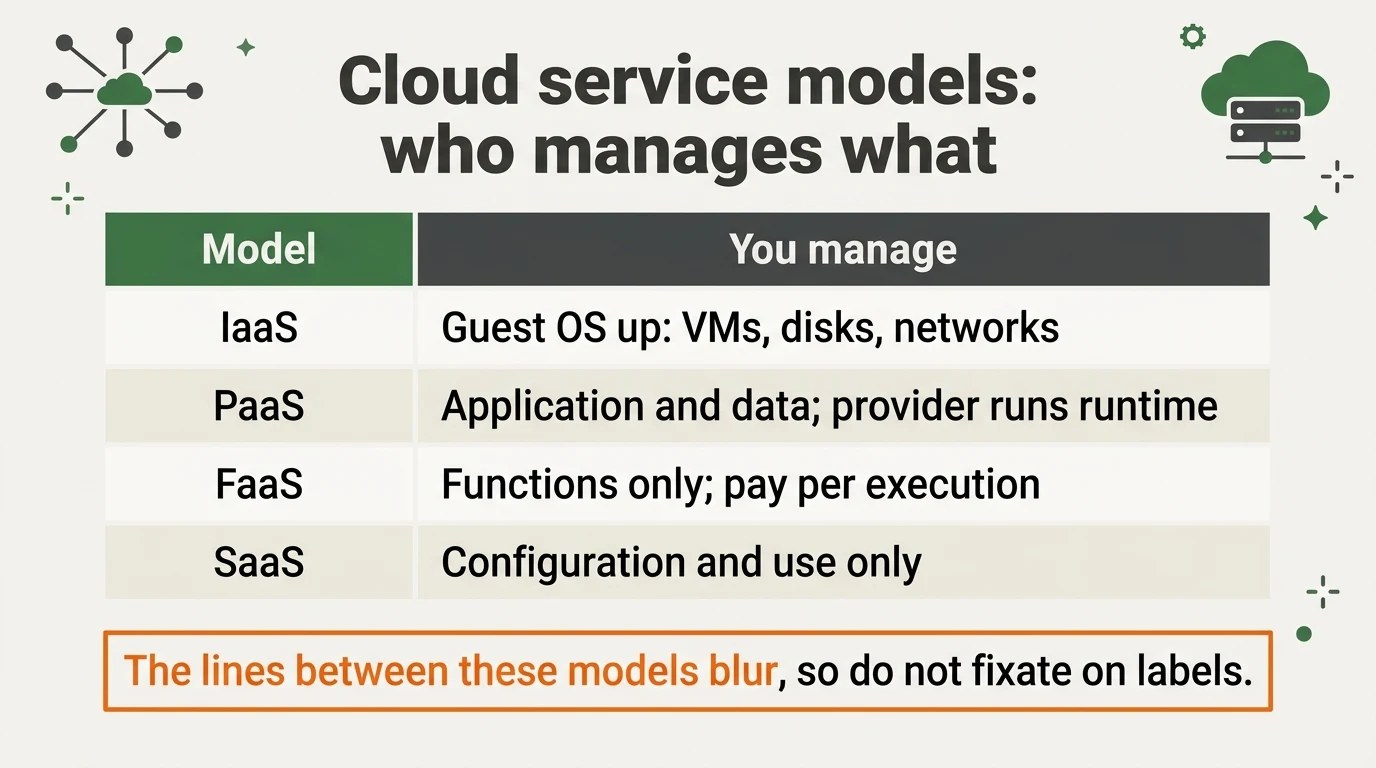 Cloud service models:
who manages what
Model
You manage
IaaS
Guest OS up: VMs, disks, networks
PaaS
Application and data; provider runs runtime
FaaS
Functions only; pay per execution
SaaS
Configuration and use only
The lines between these models blur, so do not fixate on labels.